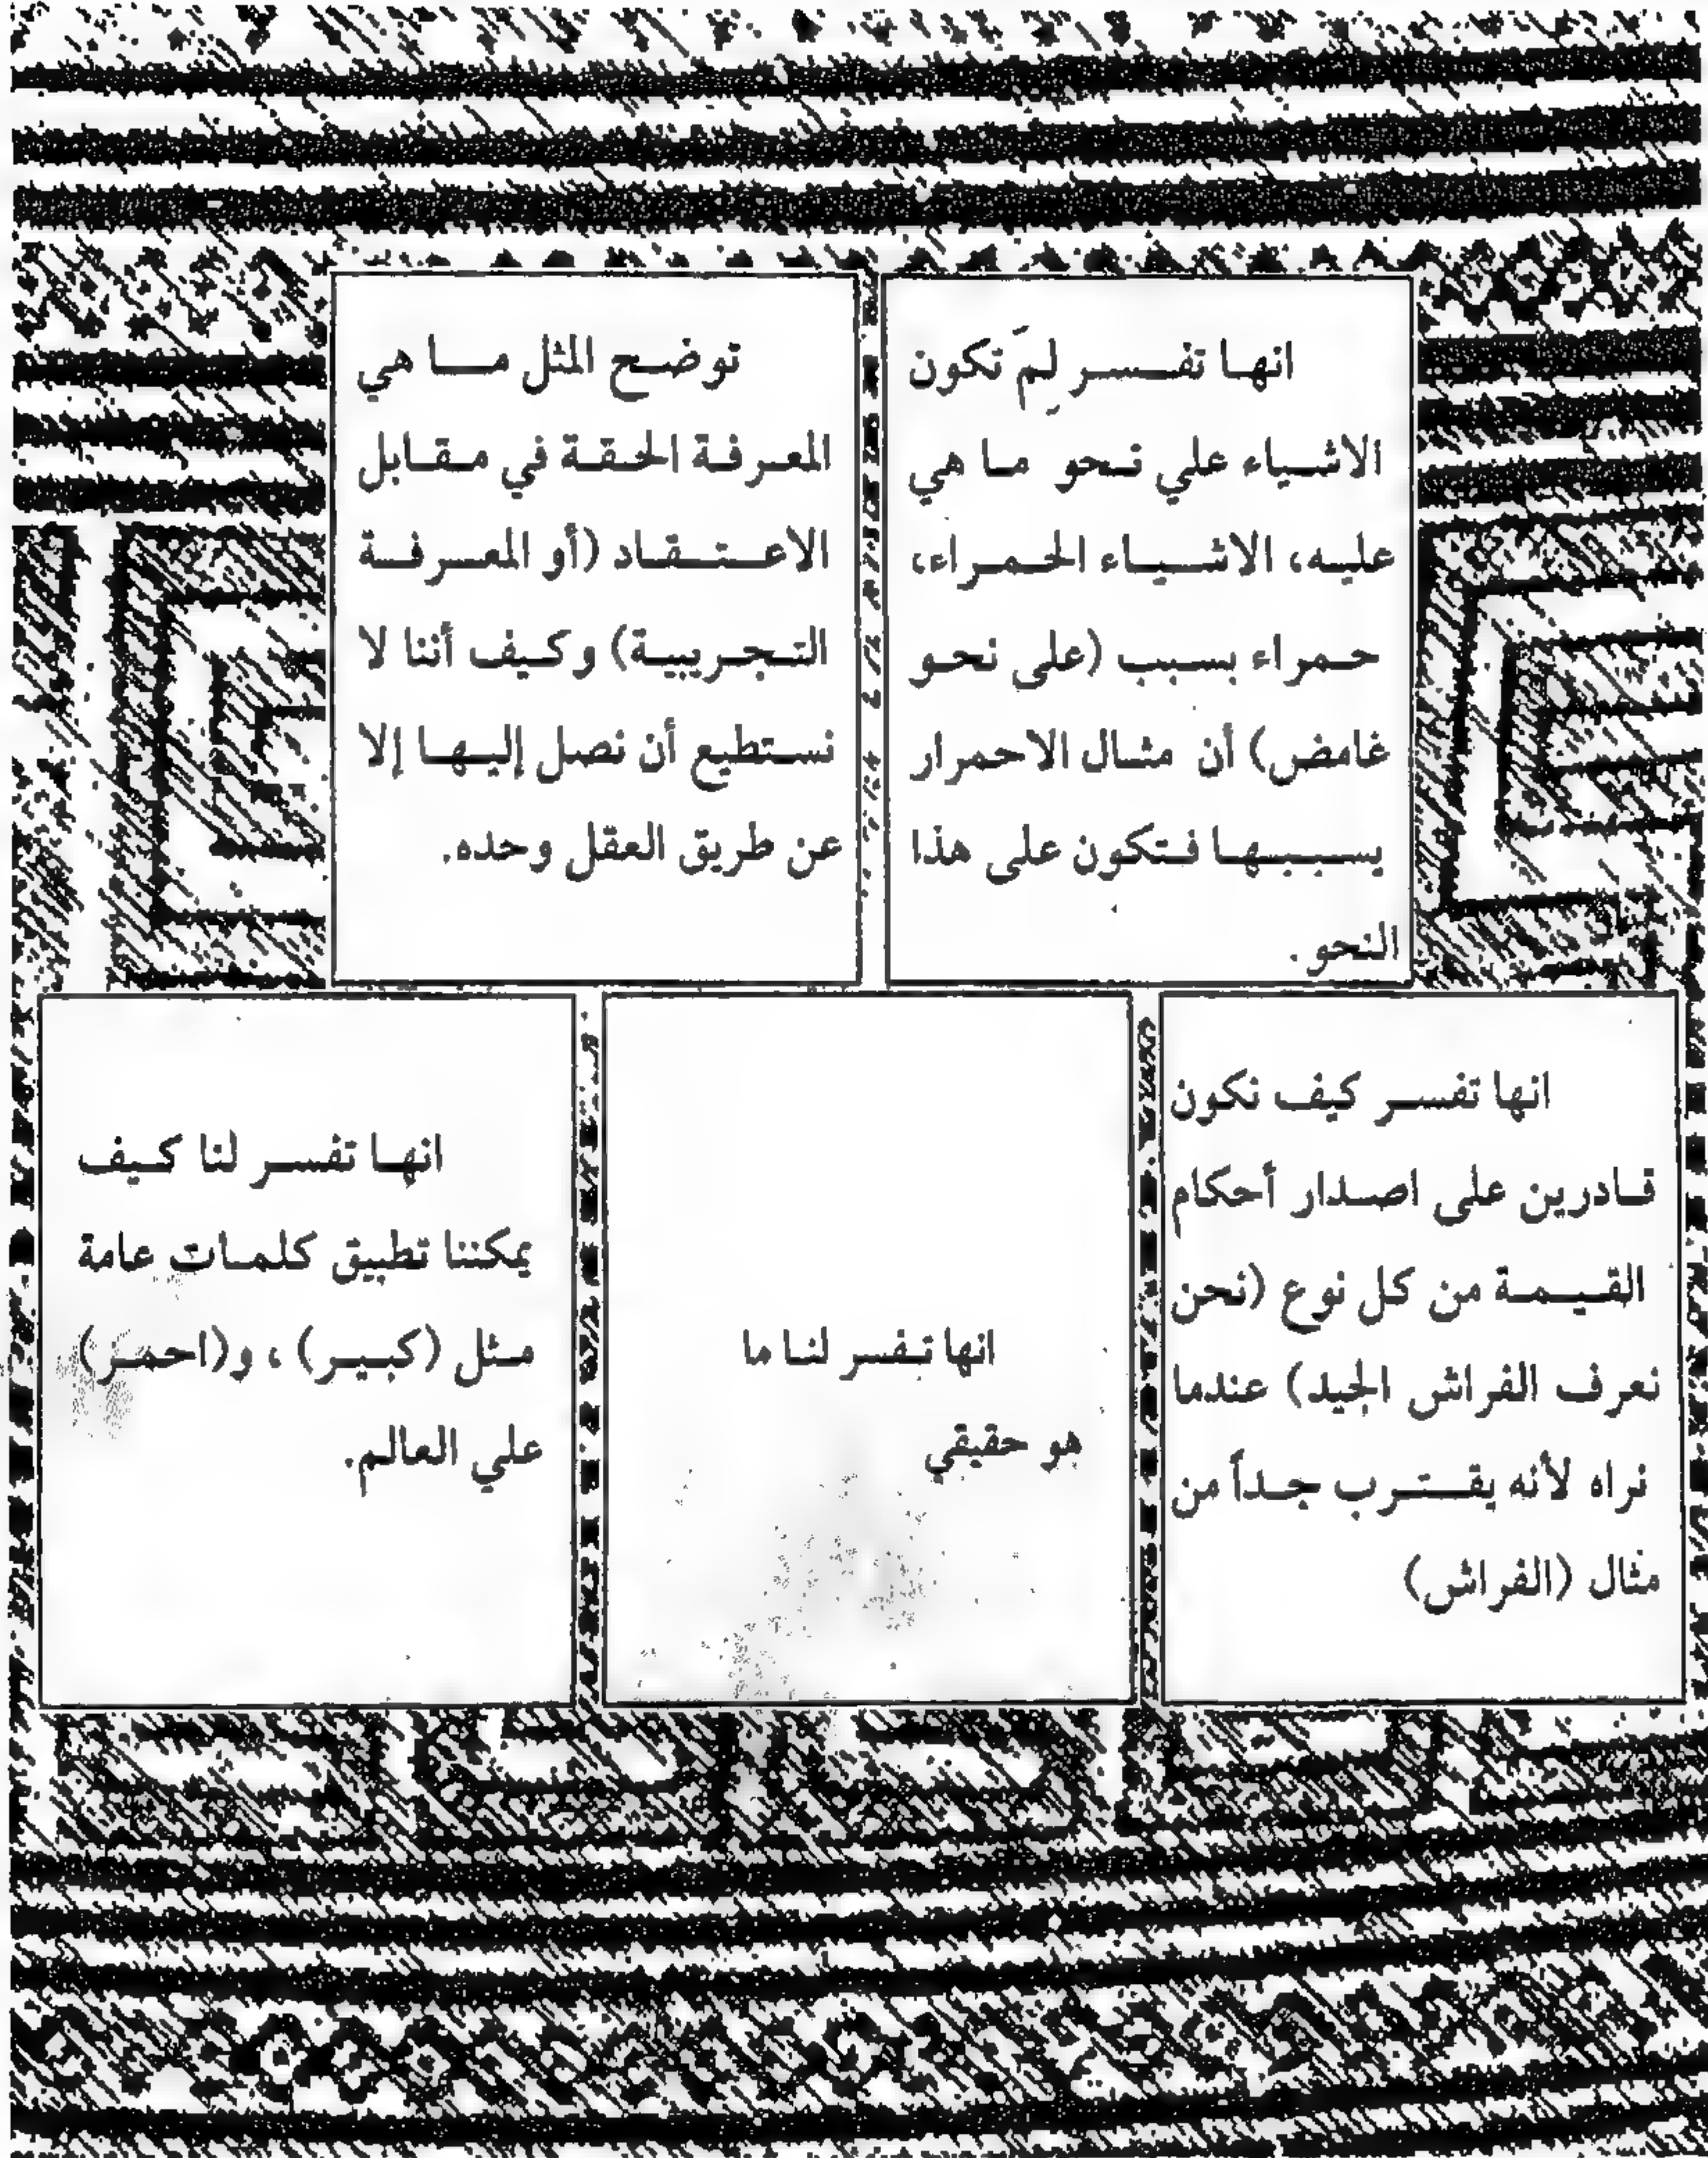 انها تفسر لِمَ تكون
الاشياء علي نحو ما هي
عليه، الاشياء الحمراء،
حمراء بسبب (على نحو
غامض) أن مثال الاحمرار
يسببها فتكون على هذا
النحو.
توضح المثل ما هي
المعرفة الحقة في مقابل
الاعتقاد (أو المعرفة
التجريبية) وكيف أننا لا
نستطيع أن نصل إليها إلا
عن طريق العقل وحده.
انها تفسر كيف نكون
قادرين على اصدار أحكام
القيمة من كل نوع (نحن
نعرف الفراش الجيد) عندما
نراه لأنه يقترب جداً من
مثال (الفراش)
انها تفسر لنا ما
هو حقيقي
انها تفسر لنا كيف
يمكننا تطبيق كلمات عامة
مثل (كبير) ، و(احمر)
علي العالم.